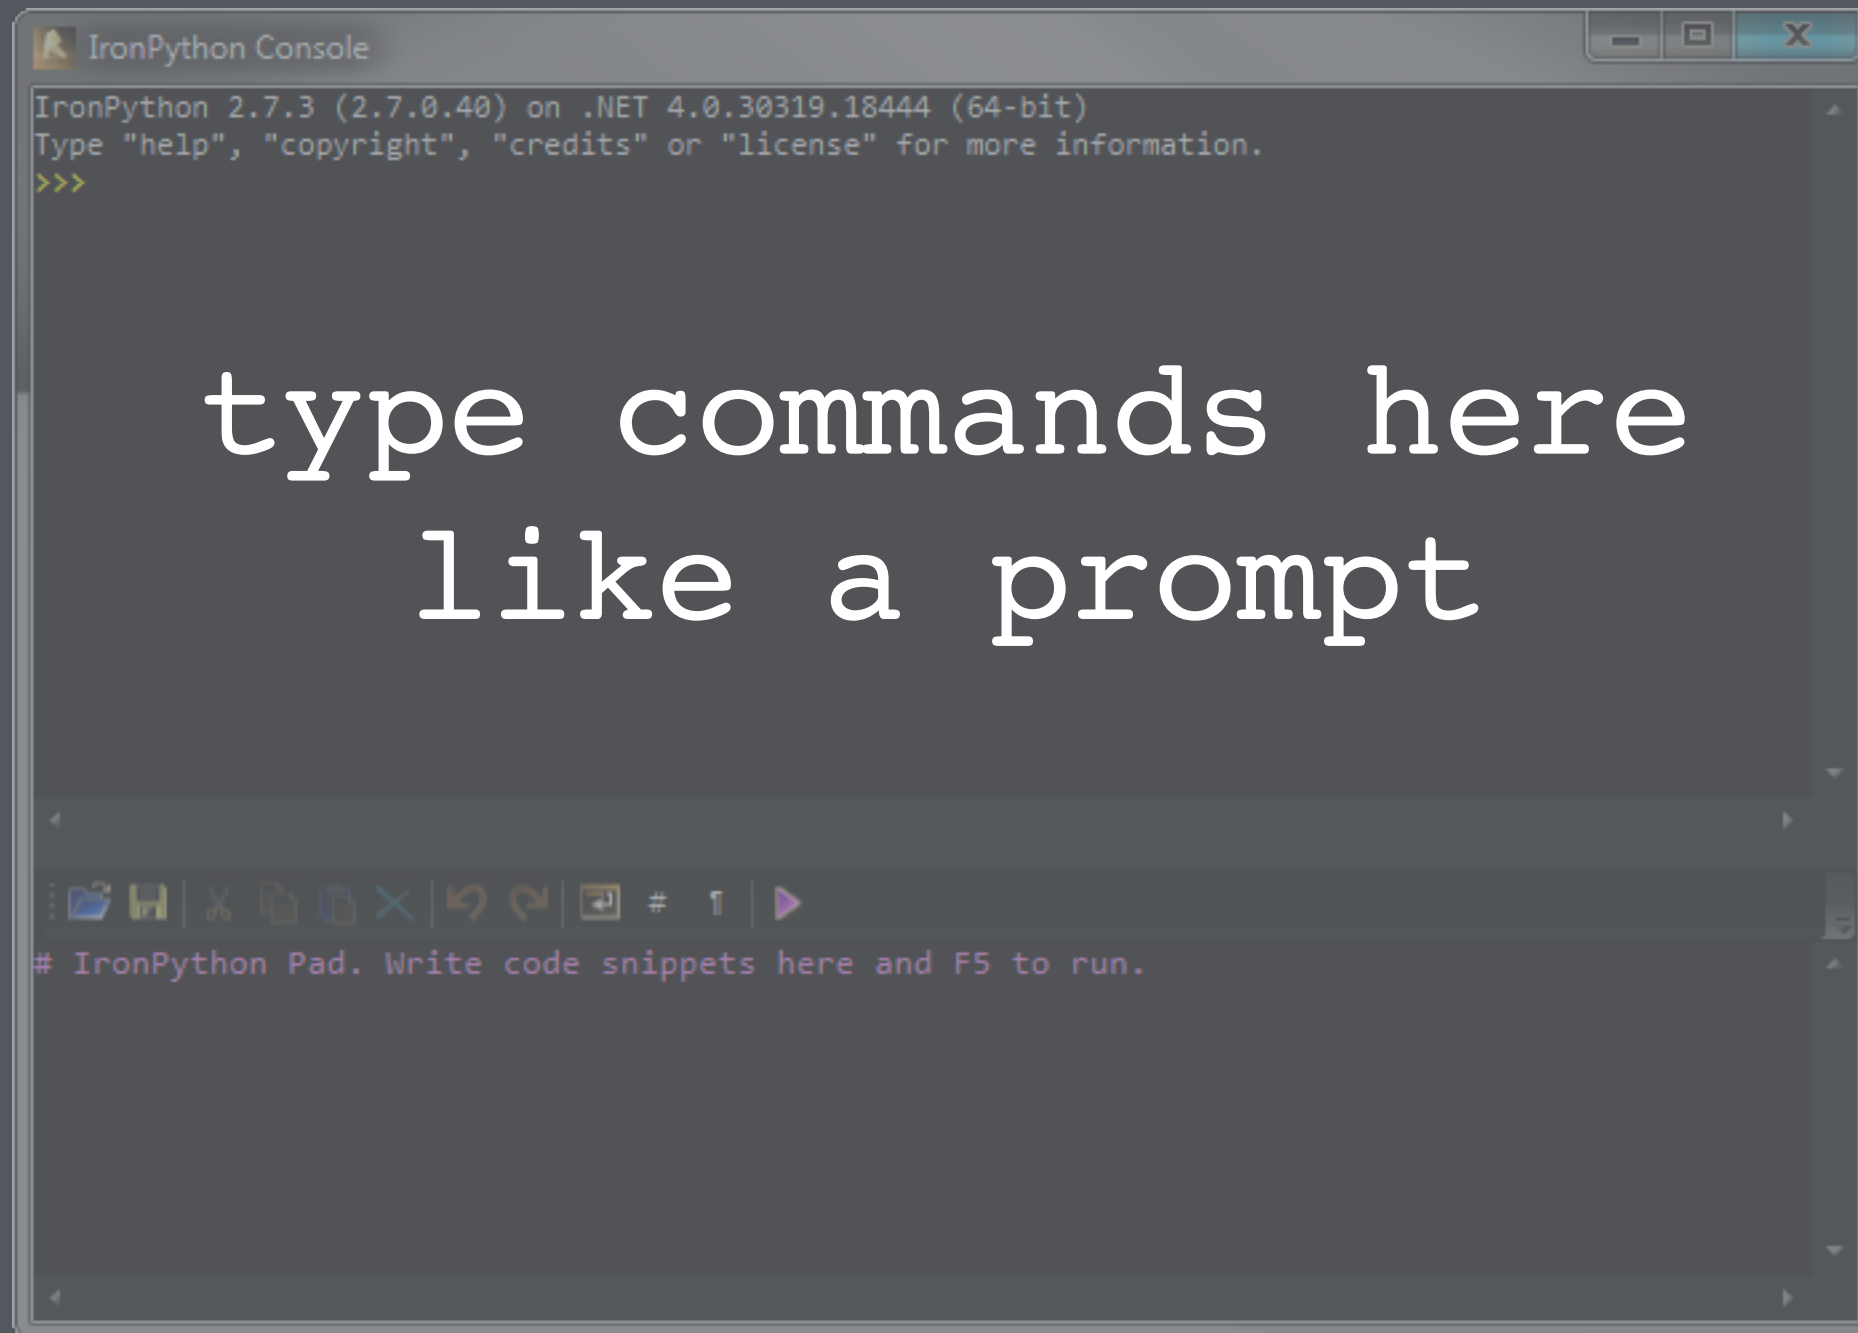 IronPython Console
IronPython 2.7.3 (2.7.0.40) on .NET 4.0.30319.18444 (64-bit)
Type "help", "copyright", "credits" or "license" for more information.
>>>
type commands here
like a prompt
# ¶
# IronPython Pad. Write code snippets here and F5 to run.